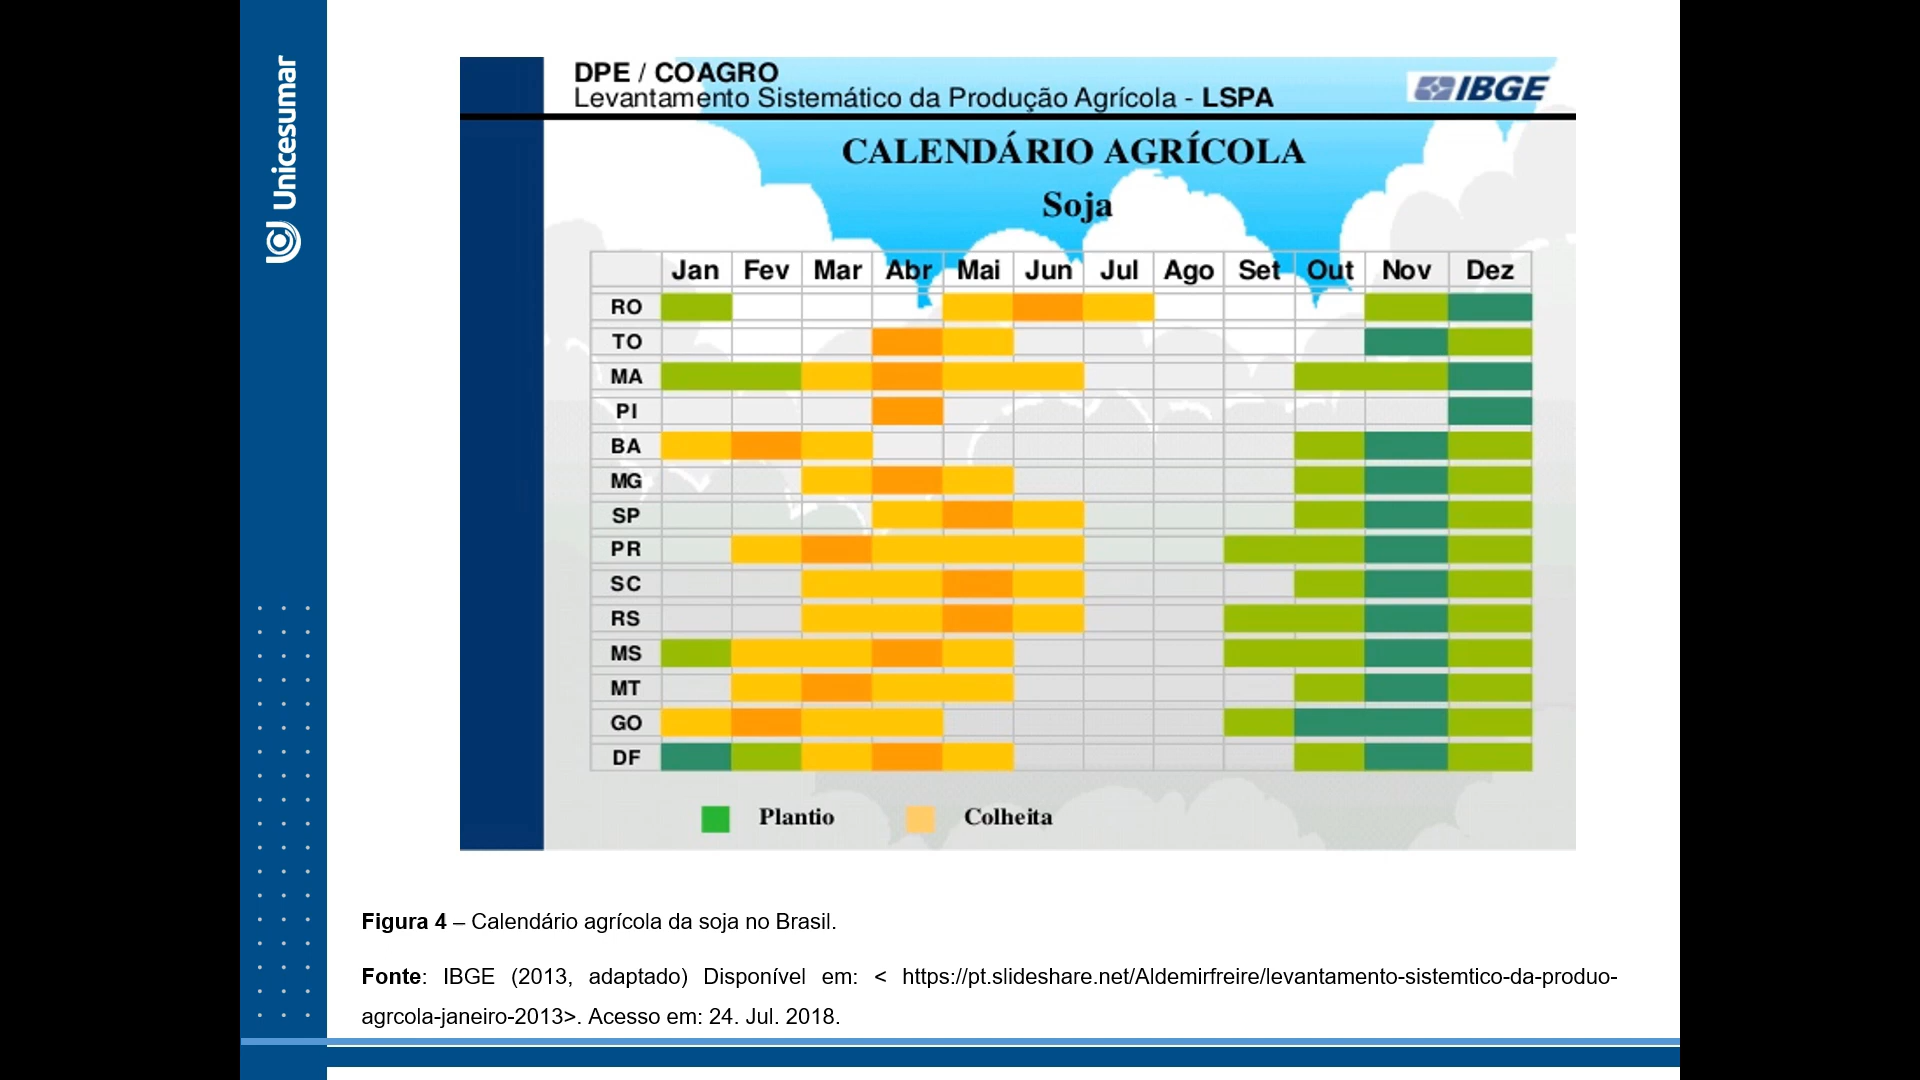 Unicesumar
DPE / COAGRO
Levantamento Sistemático da Produção Agrícola - LSPA
IBGE
CALENDÁRIO AGRÍCOLA
Soja
Jan Fev Mar Abr Mai Jun Jul Ago Set Out Nov Dez
RO
TO
MA
PI
BA
MG
SP
PR
SC
RS
MS
MT
GO
DF
Plantio Colheita
Figura 4 – Calendário agrícola da soja no Brasil.
Fonte: IBGE (2013, adaptado) Disponível em: < https://pt.slideshare.net/Aldemirfreire/levantamento-sistemtico-da-produo-
agrcola-janeiro-2013>. Acesso em: 24. Jul. 2018.